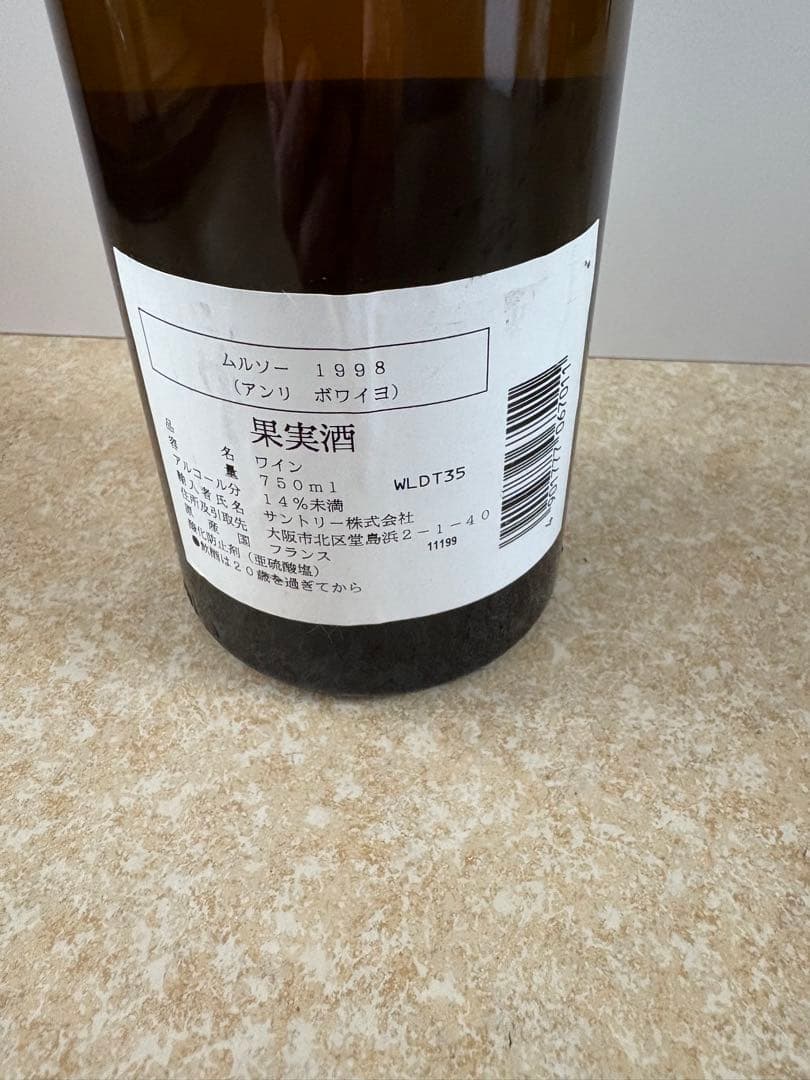 ムルソー　1998
（アンリ　ボワイヨ）
果実酒
品名 ワイン
容量 750ml
WLDT35
アルコール分 14％未満
輸入者氏名 サントリー株式会社
住所及引取先 大阪市北区堂島浜2－1－40
原産国 フランス
11199
酸化防止剤（亜硫酸塩）
●飲酒は20歳を過ぎてから